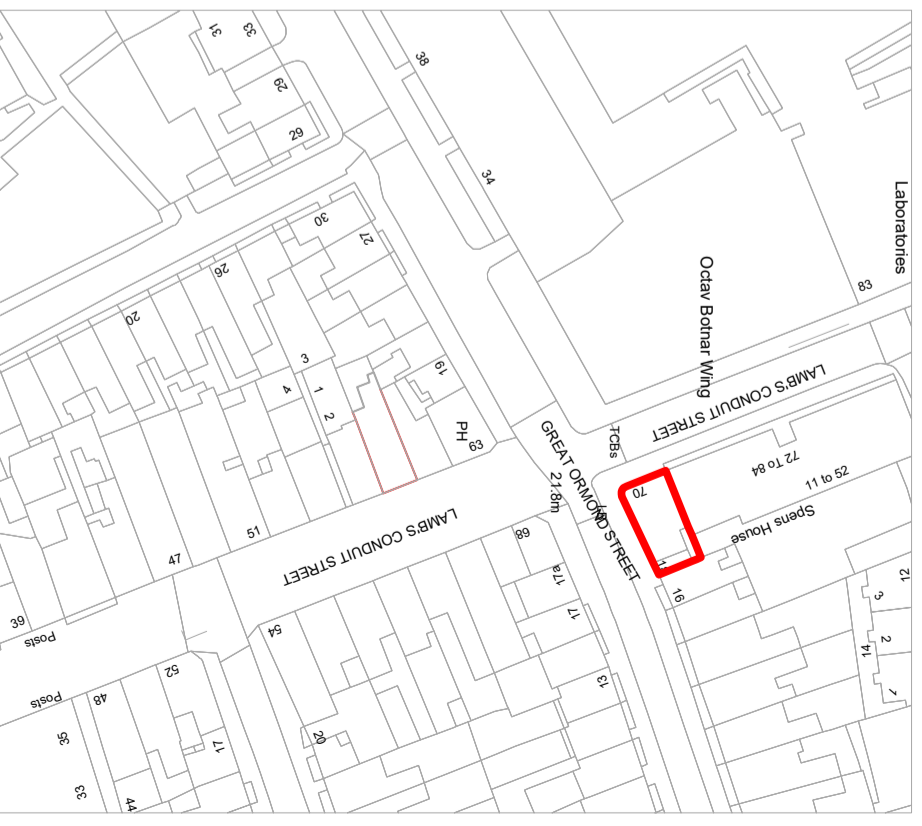 31
33
38
29
29
34
Laboratories
30
27
26
Octav Botnar Wing
83
20
3
19
4
1
2
LAMB'S CONDUIT STREET
PH
63
TCBs
GREAT ORMOND STREET
21.8m
72 To 84
11 to 25
70
Spens House
51
LAMB'S CONDUIT STREET
68
47
17a
16
12
3
39
Posts
54
17
14
2
52
13
Posts
48
35
20
17
33
44